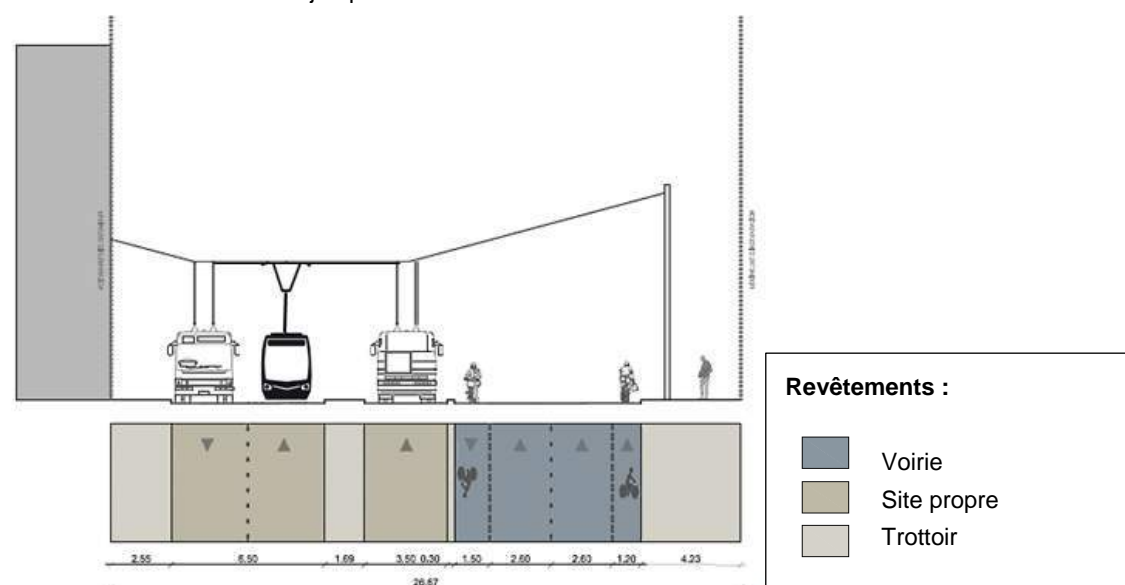 Revêtements :
Voirie
Site propre
Trottoir
2.55 6.50 1.69 3.50 0.30 1.50 2.60 2.60 1.20 4.23
26.67